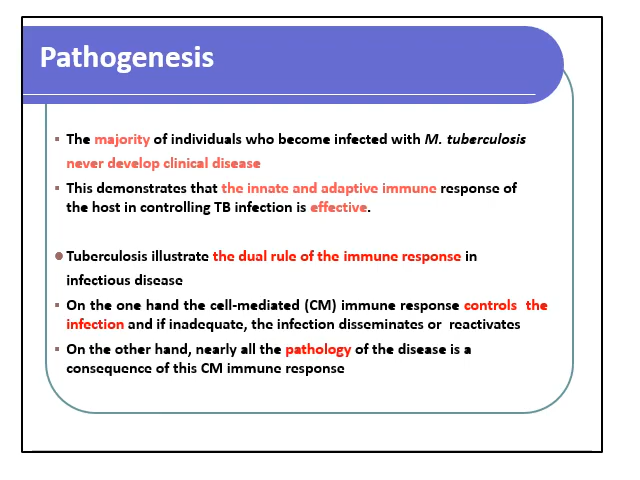 Pathogenesis
▪ The majority of individuals who become infected with M. tuberculosis
never develop clinical disease
▪ This demonstrates that the innate and adaptive immune response of
the host in controlling TB infection is effective.
● Tuberculosis illustrate the dual rule of the immune response in
infectious disease
▪ On the one hand the cell-mediated (CM) immune response controls the
infection and if inadequate, the infection disseminates or reactivates
▪ On the other hand, nearly all the pathology of the disease is a
consequence of this CM immune response